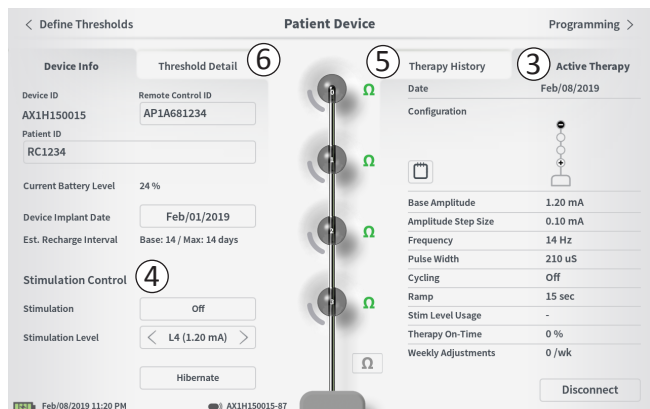 < Define Thresholds
Patient Device
Programming >
Device Info
Threshold Detail
6
5
Therapy History
3
Active Therapy
Device ID
Remote Control ID
AX1H150015
AP1A681234
Patient ID
RC1234
Current Battery Level 24 %
Device Implant Date Feb/01/2019
Est. Recharge Interval Base: 14 / Max: 14 days
Stimulation Control 4
Stimulation Off
Stimulation Level < L4 (1.20 mA) >
Hibernate
Ω
Ω
Ω
Ω
Ω
Date Feb/08/2019
Configuration
Base Amplitude 1.20 mA
Amplitude Step Size 0.10 mA
Frequency 14 Hz
Pulse Width 210 uS
Cycling Off
Ramp 15 sec
Stim Level Usage -
Therapy On-Time 0 %
Weekly Adjustments 0 /wk
Disconnect
Feb/08/2019 11:20 PM
AX1H150015-87